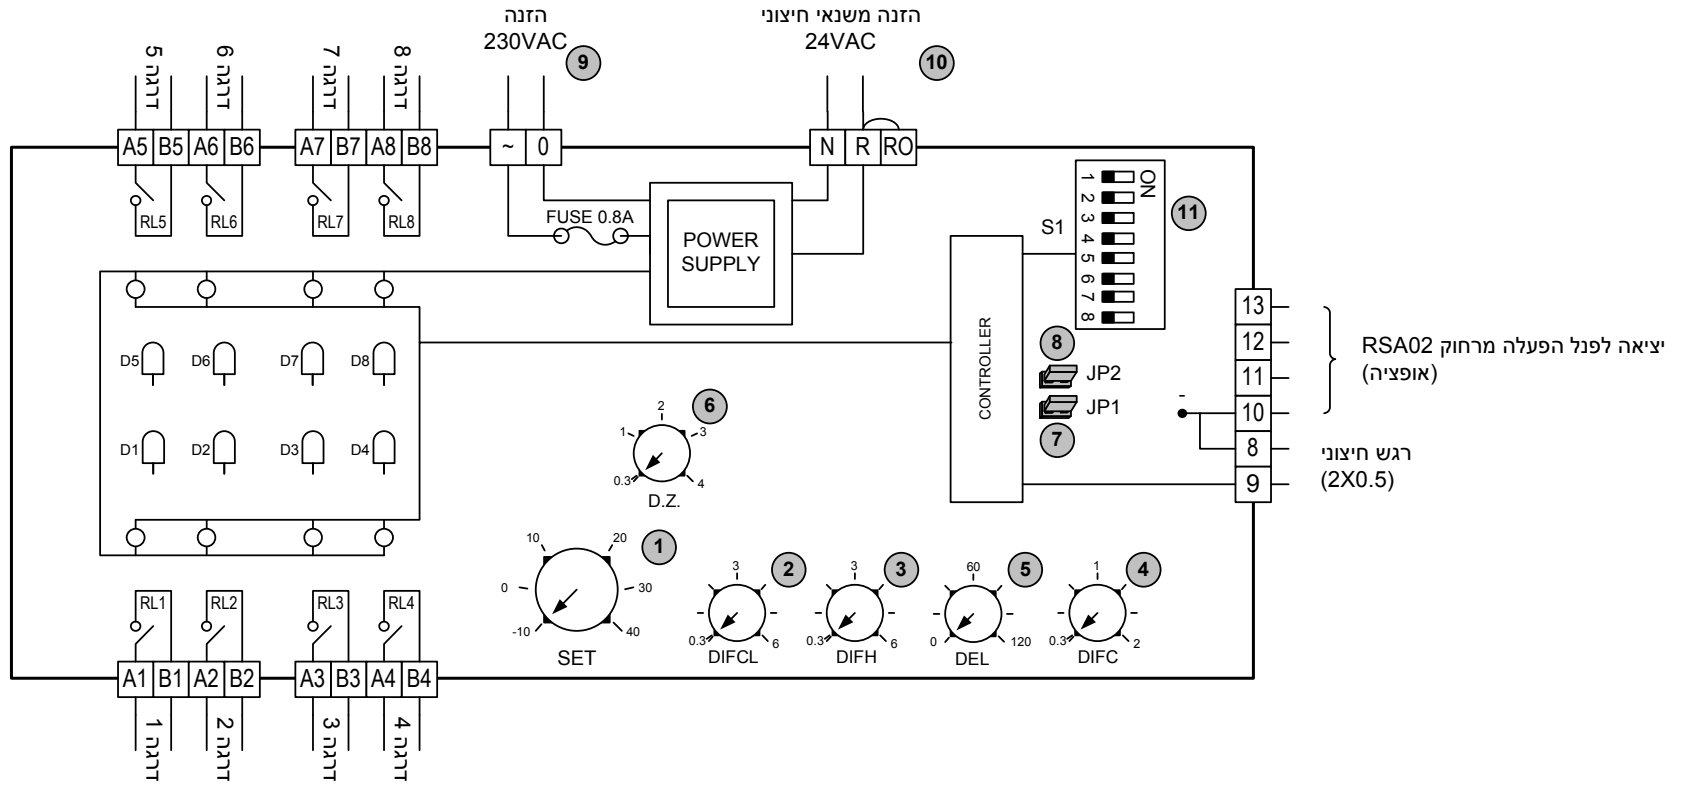 הזנה
230VAC
9
הזנה משנאי חיצוני
24VAC
10
דרגה 5
דרגה 6
דרגה 7
דרגה 8
A5 B5 A6 B6
A7 B7 A8 B8
~ 0
N R RO
RL5
RL6
RL7
RL8
FUSE 0.8A
POWER
SUPPLY
S1
ON
1
2
3
4
5
6
7
8
11
CONTROLLER
8
JP2
JP1
7
13
12
11
10
8
9
-
יציאה לפנל הפעלה מרחוק RSA02
(אופציה)
רגש חיצוני
(2X0.5)
D5
D6
D7
D8
D1
D2
D3
D4
6
0.3 1 2 3 4
D.Z.
1
-10 0 10 20 30 40
SET
2
0.3 3 6
DIFCL
3
0.3 3 6
DIFH
5
0 60 120
DEL
4
0.3 1 2
DIFC
RL1
RL2
RL3
RL4
A1 B1 A2 B2
A3 B3 A4 B4
דרגה 1
דרגה 2
דרגה 3
דרגה 4